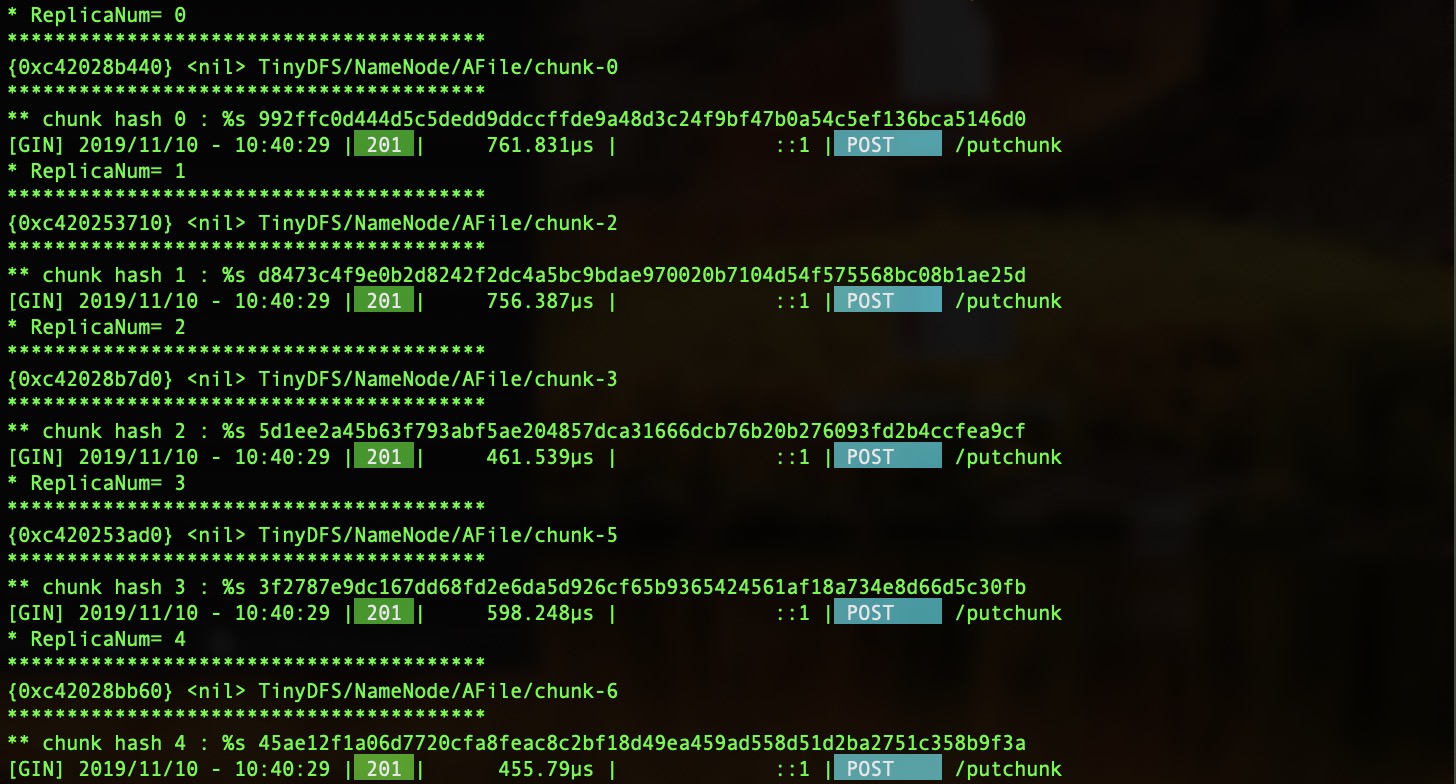 * ReplicaNum= 0
****************************************
{0xc42028b440} <nil> TinyDFS/NameNode/AFile/chunk-0
****************************************
** chunk hash 0 : %s 992ffc0d444d5c5dedd9ddccffde9a48d3c24f9bf47b0a54c5ef136bca5146d0
[GIN] 2019/11/10 - 10:40:29 | 201 | 761.831µs | ::1 | POST /putchunk
* ReplicaNum= 1
****************************************
{0xc420253710} <nil> TinyDFS/NameNode/AFile/chunk-2
****************************************
** chunk hash 1 : %s d8473c4f9e0b2d8242f2dc4a5bc9bdae970020b7104d54f575568bc08b1ae25d
[GIN] 2019/11/10 - 10:40:29 | 201 | 756.387µs | ::1 | POST /putchunk
* ReplicaNum= 2
****************************************
{0xc42028b7d0} <nil> TinyDFS/NameNode/AFile/chunk-3
****************************************
** chunk hash 2 : %s 5d1ee2a45b63f793abf5ae204857dca31666dcb76b20b276093fd2b4ccfea9cf
[GIN] 2019/11/10 - 10:40:29 | 201 | 461.539µs | ::1 | POST /putchunk
* ReplicaNum= 3
****************************************
{0xc420253ad0} <nil> TinyDFS/NameNode/AFile/chunk-5
****************************************
** chunk hash 3 : %s 3f2787e9dc167dd68fd2e6da5d926cf65b9365424561af18a734e8d66d5c30fb
[GIN] 2019/11/10 - 10:40:29 | 201 | 598.248µs | ::1 | POST /putchunk
* ReplicaNum= 4
****************************************
{0xc42028bb60} <nil> TinyDFS/NameNode/AFile/chunk-6
****************************************
** chunk hash 4 : %s 45ae12f1a06d7720cfa8feac8c2bf18d49ea459ad558d51d2ba2751c358b9f3a
[GIN] 2019/11/10 - 10:40:29 | 201 | 455.79µs | ::1 | POST /putchunk